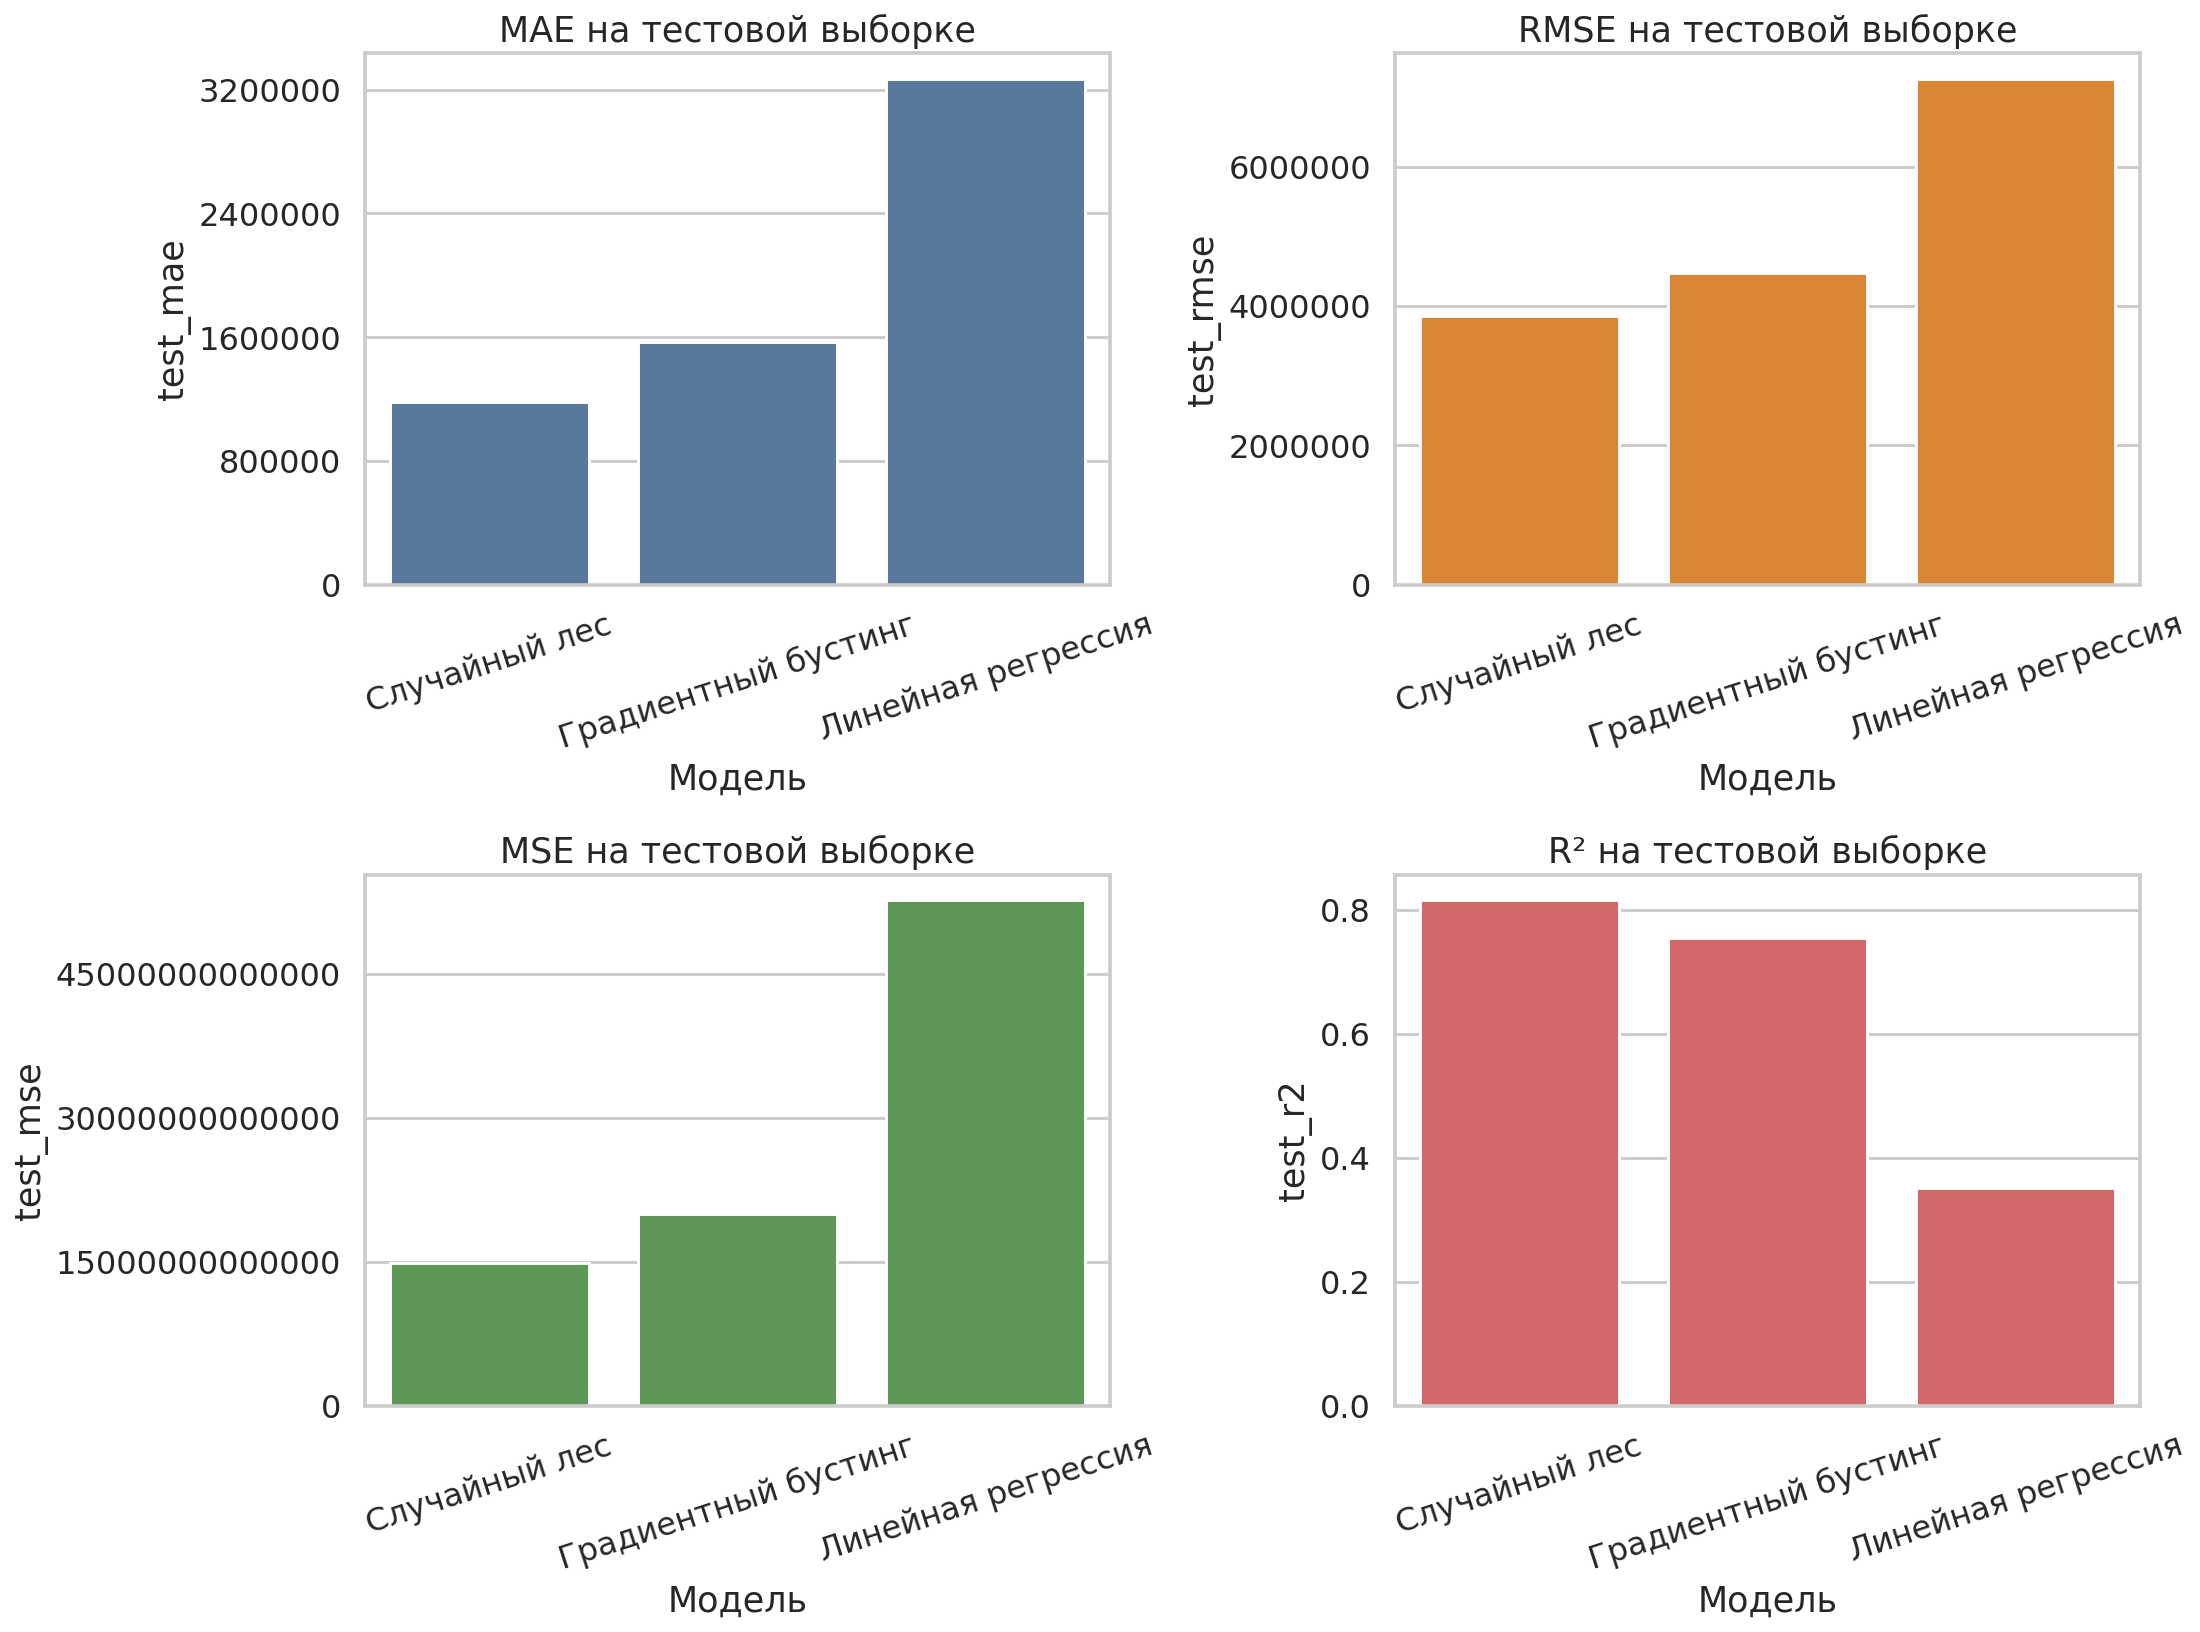 MAE на тестовой выборке
test_mae
3200000
2400000
1600000
800000
0
Случайный лес
Градиентный бустинг
Линейная регрессия
Модель
RMSE на тестовой выборке
test_rmse
6000000
4000000
2000000
0
Случайный лес
Градиентный бустинг
Линейная регрессия
Модель
MSE на тестовой выборке
test_mse
45000000000000
30000000000000
15000000000000
0
Случайный лес
Градиентный бустинг
Линейная регрессия
Модель
R² на тестовой выборке
test_r2
0.8
0.6
0.4
0.2
0.0
Случайный лес
Градиентный бустинг
Линейная регрессия
Модель